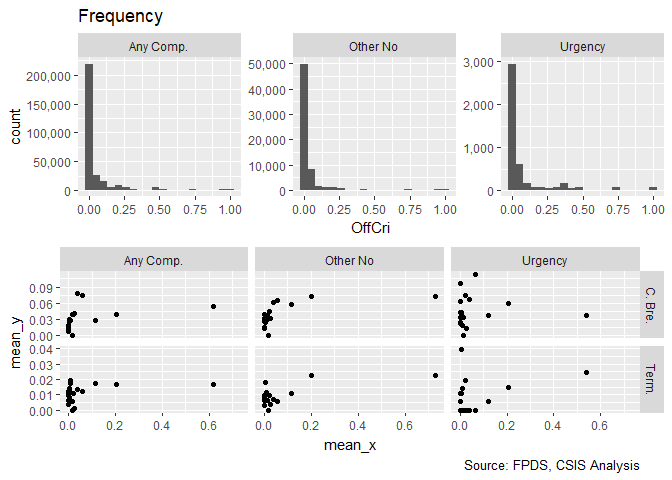 Frequency
Any Comp. Other No Urgency
200,000 50,000 3,000
150,000 40,000 2,000
100,000 30,000 1,000
50,000 20,000 0
0 10,000
0
count
0.00 0.25 0.50 0.75 1.00 0.00 0.25 0.50 0.75 1.00 0.00 0.25 0.50 0.75 1.00
OffCri
Any Comp. Other No Urgency
0.09
0.06
0.03
0.00
C. Bre.
0.04
0.03
0.02
0.01
0.00
Term.
mean_y
0.0 0.2 0.4 0.6 0.0 0.2 0.4 0.6 0.0 0.2 0.4 0.6
mean_x
Source: FPDS, CSIS Analysis